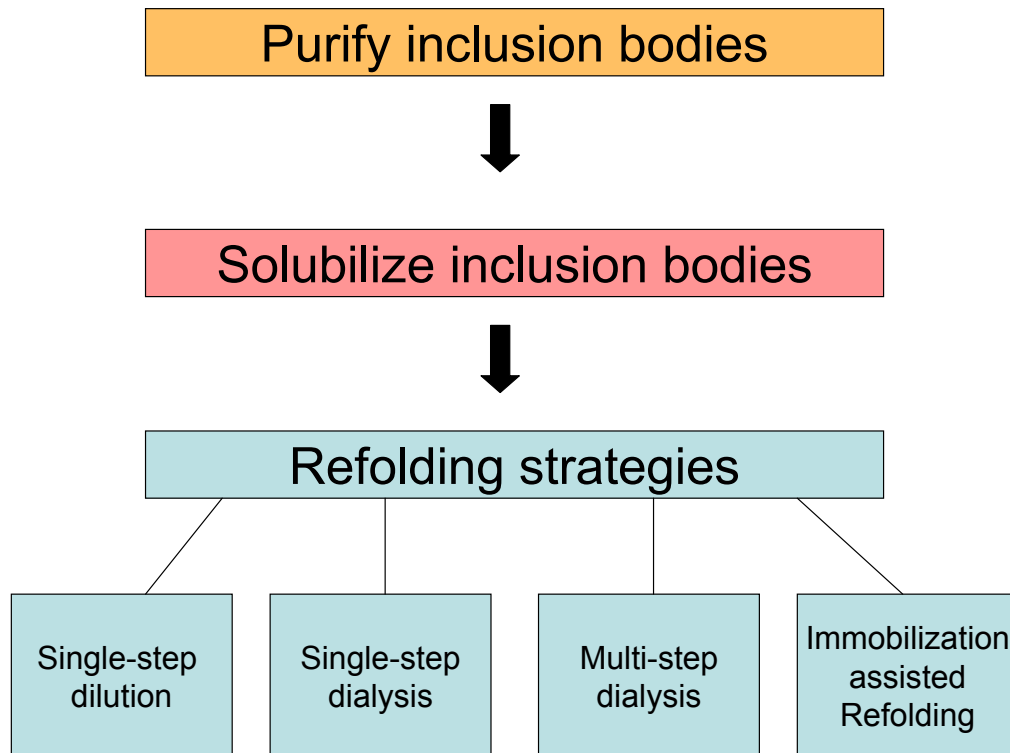 Purify inclusion bodies
Solubilize inclusion bodies
Refolding strategies
Single-step
dilution
Single-step
dialysis
Multi-step
dialysis
Immobilization
assisted
Refolding